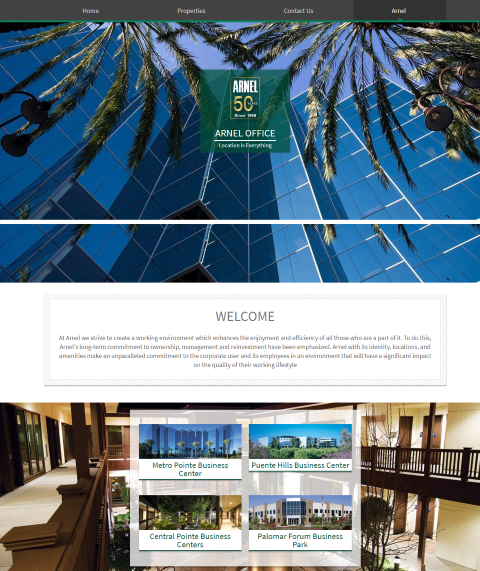 Home Properties Contact Us Arnel
ARNEL
50
Since 1959
ARNEL OFFICE
Location is Everything
WELCOME
At Arnel we strive to create a working environment which enhances the enjoyment and efficiency of all those who are a part of it. To do this,
Arnel's long-term commitment to ownership, management and reinvestment have been emphasized. Arnel with its identity, locations, and
amenities make an unparalleled commitment to the corporate user and its employees in an environment that will have a significant impact
on the quality of their working lifestyle
Metro Pointe Business
Center
Puente Hills Business Center
Central Pointe Business
Centers
Palomar Forum Business
Park